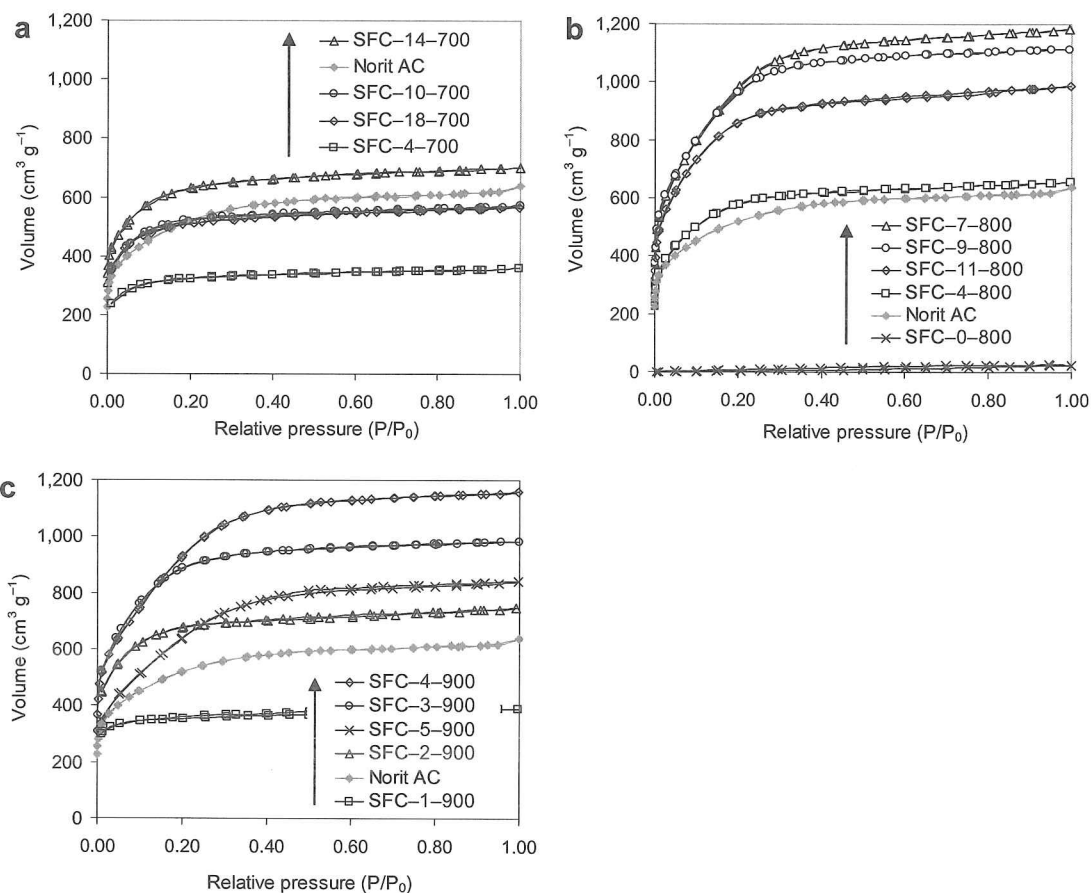 a
1,200
1,000
800
600
400
200
0
Volume (cm³ g⁻¹)
SFC–14–700
Norit AC
SFC–10–700
SFC–18–700
SFC–4–700
0.00 0.20 0.40 0.60 0.80 1.00
Relative pressure (P/P₀)
b
1,200
1,000
800
600
400
200
0
Volume (cm³ g⁻¹)
SFC–7–800
SFC–9–800
SFC–11–800
SFC–4–800
Norit AC
SFC–0–800
0.00 0.20 0.40 0.60 0.80 1.00
Relative pressure (P/P₀)
c
1,200
1,000
800
600
400
200
0
Volume (cm³ g⁻¹)
SFC–4–900
SFC–3–900
SFC–5–900
SFC–2–900
Norit AC
SFC–1–900
0.00 0.20 0.40 0.60 0.80 1.00
Relative pressure (P/P₀)